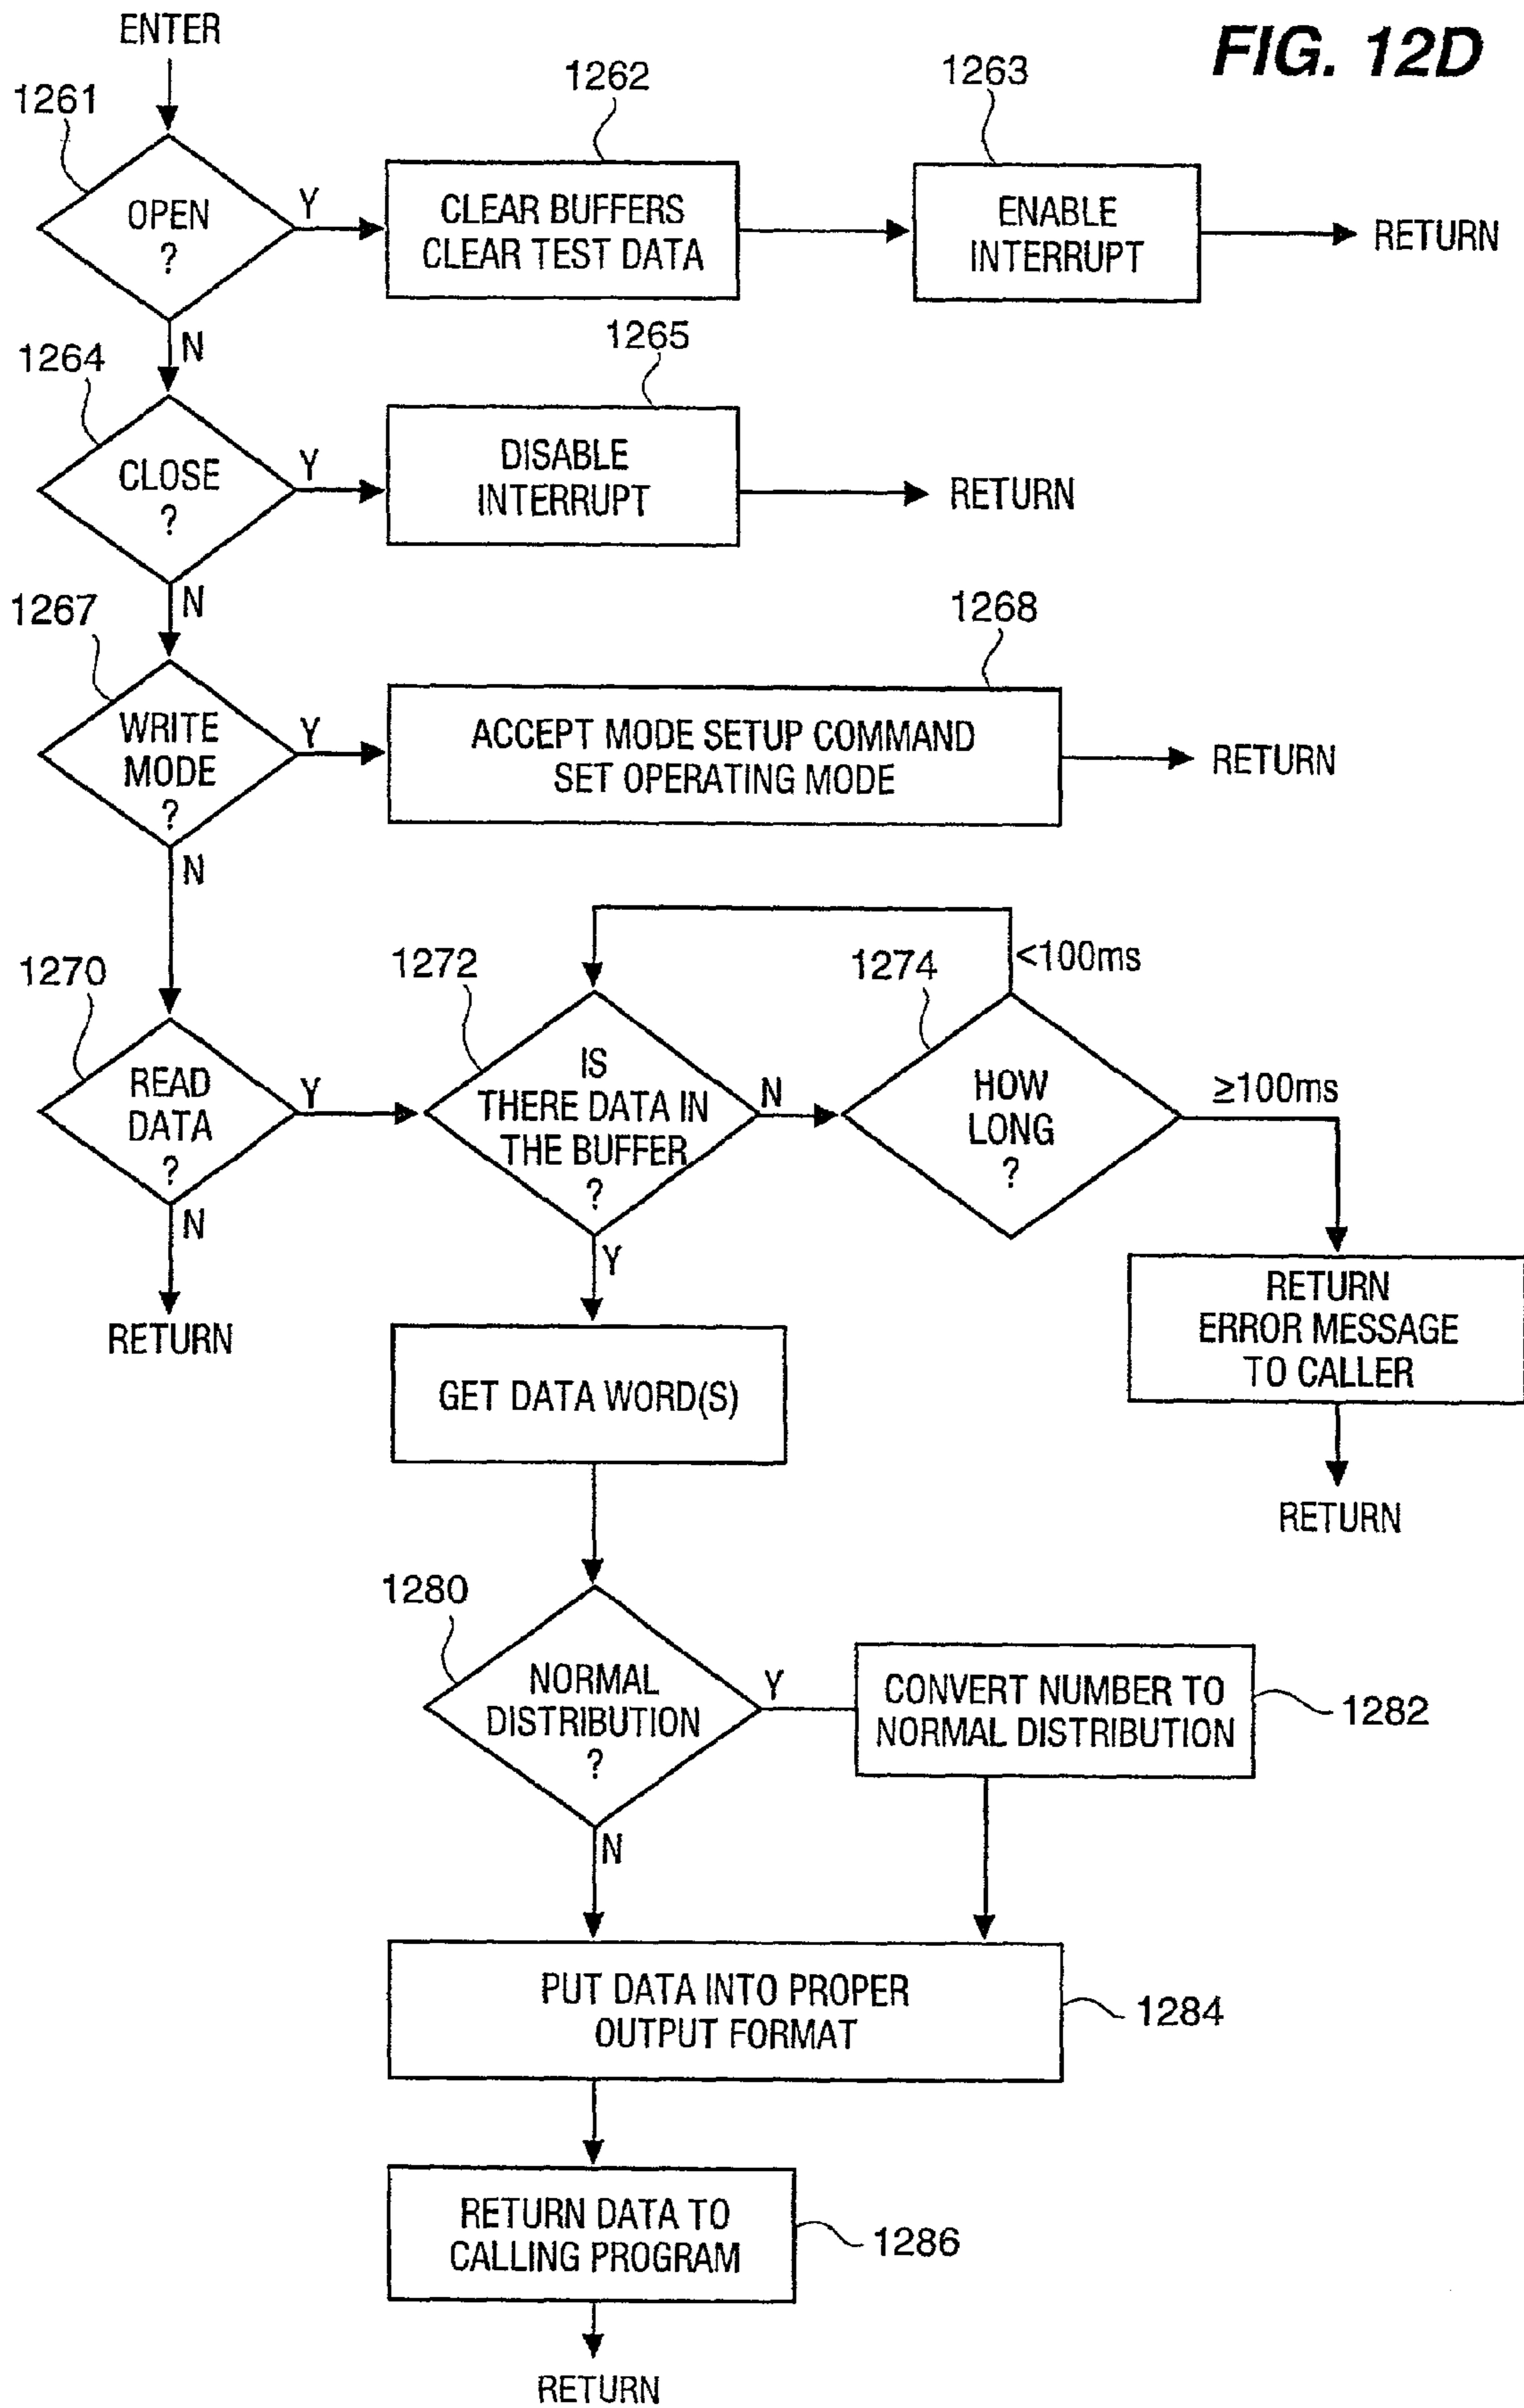 ENTER
FIG. 12D
1261
1262
1263
OPEN
?
Y
CLEAR BUFFERS
CLEAR TEST DATA
ENABLE
INTERRUPT
RETURN
N
1264
1265
CLOSE
?
Y
DISABLE
INTERRUPT
RETURN
N
1267
1268
WRITE
MODE
?
Y
ACCEPT MODE SETUP COMMAND
SET OPERATING MODE
RETURN
N
1270
1272
1274
<100ms
READ
DATA
?
Y
IS
THERE DATA IN
THE BUFFER
?
N
HOW
LONG
?
≥100ms
N
RETURN
Y
RETURN
ERROR MESSAGE
TO CALLER
RETURN
GET DATA WORD(S)
1280
NORMAL
DISTRIBUTION
?
Y
CONVERT NUMBER TO
NORMAL DISTRIBUTION
1282
N
PUT DATA INTO PROPER
OUTPUT FORMAT
1284
RETURN DATA TO
CALLING PROGRAM
1286
RETURN